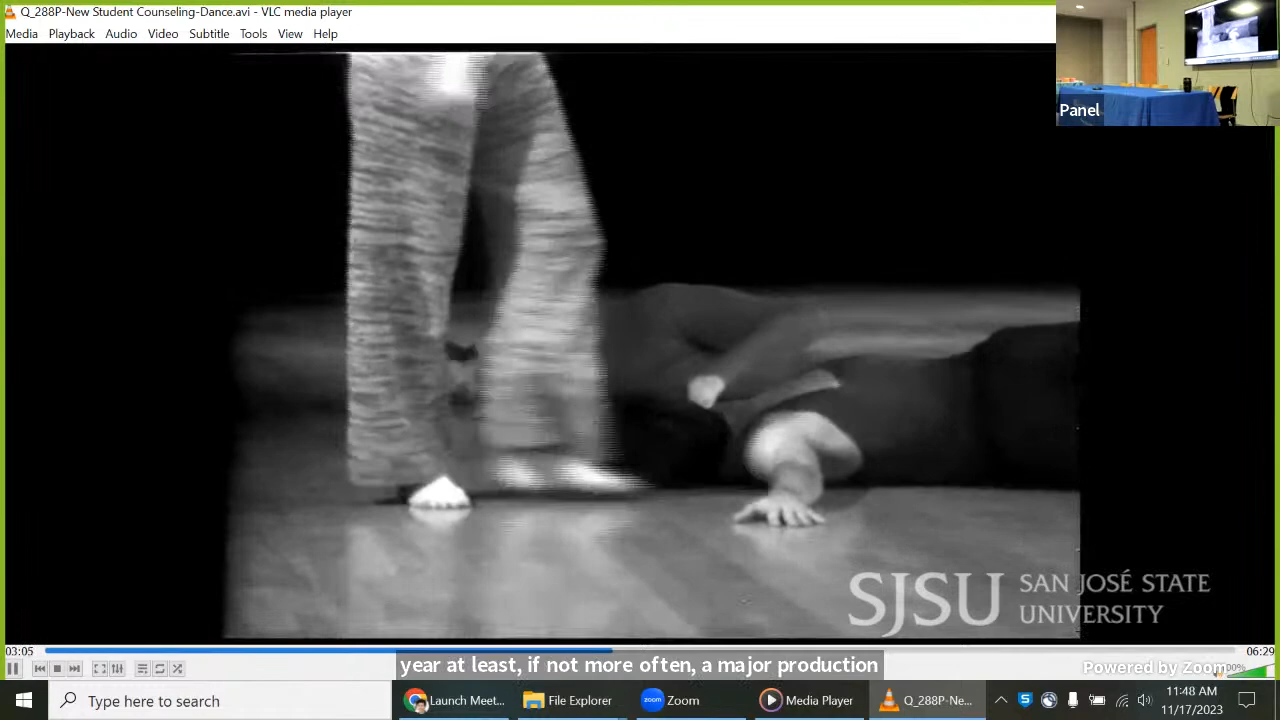 Q_288P-New Student Counseling-Dance.avi - VLC media player
Media Playback Audio Video Subtitle Tools View Help
Panel
SJSU SAN JOSÉ STATE
UNIVERSITY
03:05
06:29
year at least, if not more often, a major production
Powered by Zoom
Type here to search
Launch Meet...
File Explorer
zoom
Zoom
Media Player
Q_288P-Ne...
11:48 AM
11/17/2023